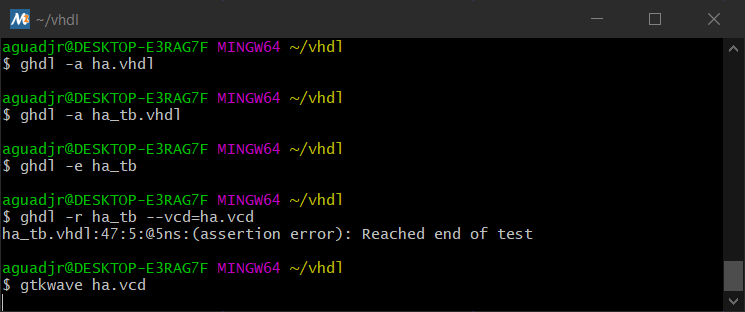 ~/vhdl
aguadjr@DESKTOP-E3RAG7F MINGW64 ~/vhdl
$ ghdl -a ha.vhdl
aguadjr@DESKTOP-E3RAG7F MINGW64 ~/vhdl
$ ghdl -a ha_tb.vhdl
aguadjr@DESKTOP-E3RAG7F MINGW64 ~/vhdl
$ ghdl -e ha_tb
aguadjr@DESKTOP-E3RAG7F MINGW64 ~/vhdl
$ ghdl -r ha_tb --vcd=ha.vcd
ha_tb.vhdl:47:5:@5ns:(assertion error): Reached end of test
aguadjr@DESKTOP-E3RAG7F MINGW64 ~/vhdl
$ gtkwave ha.vcd